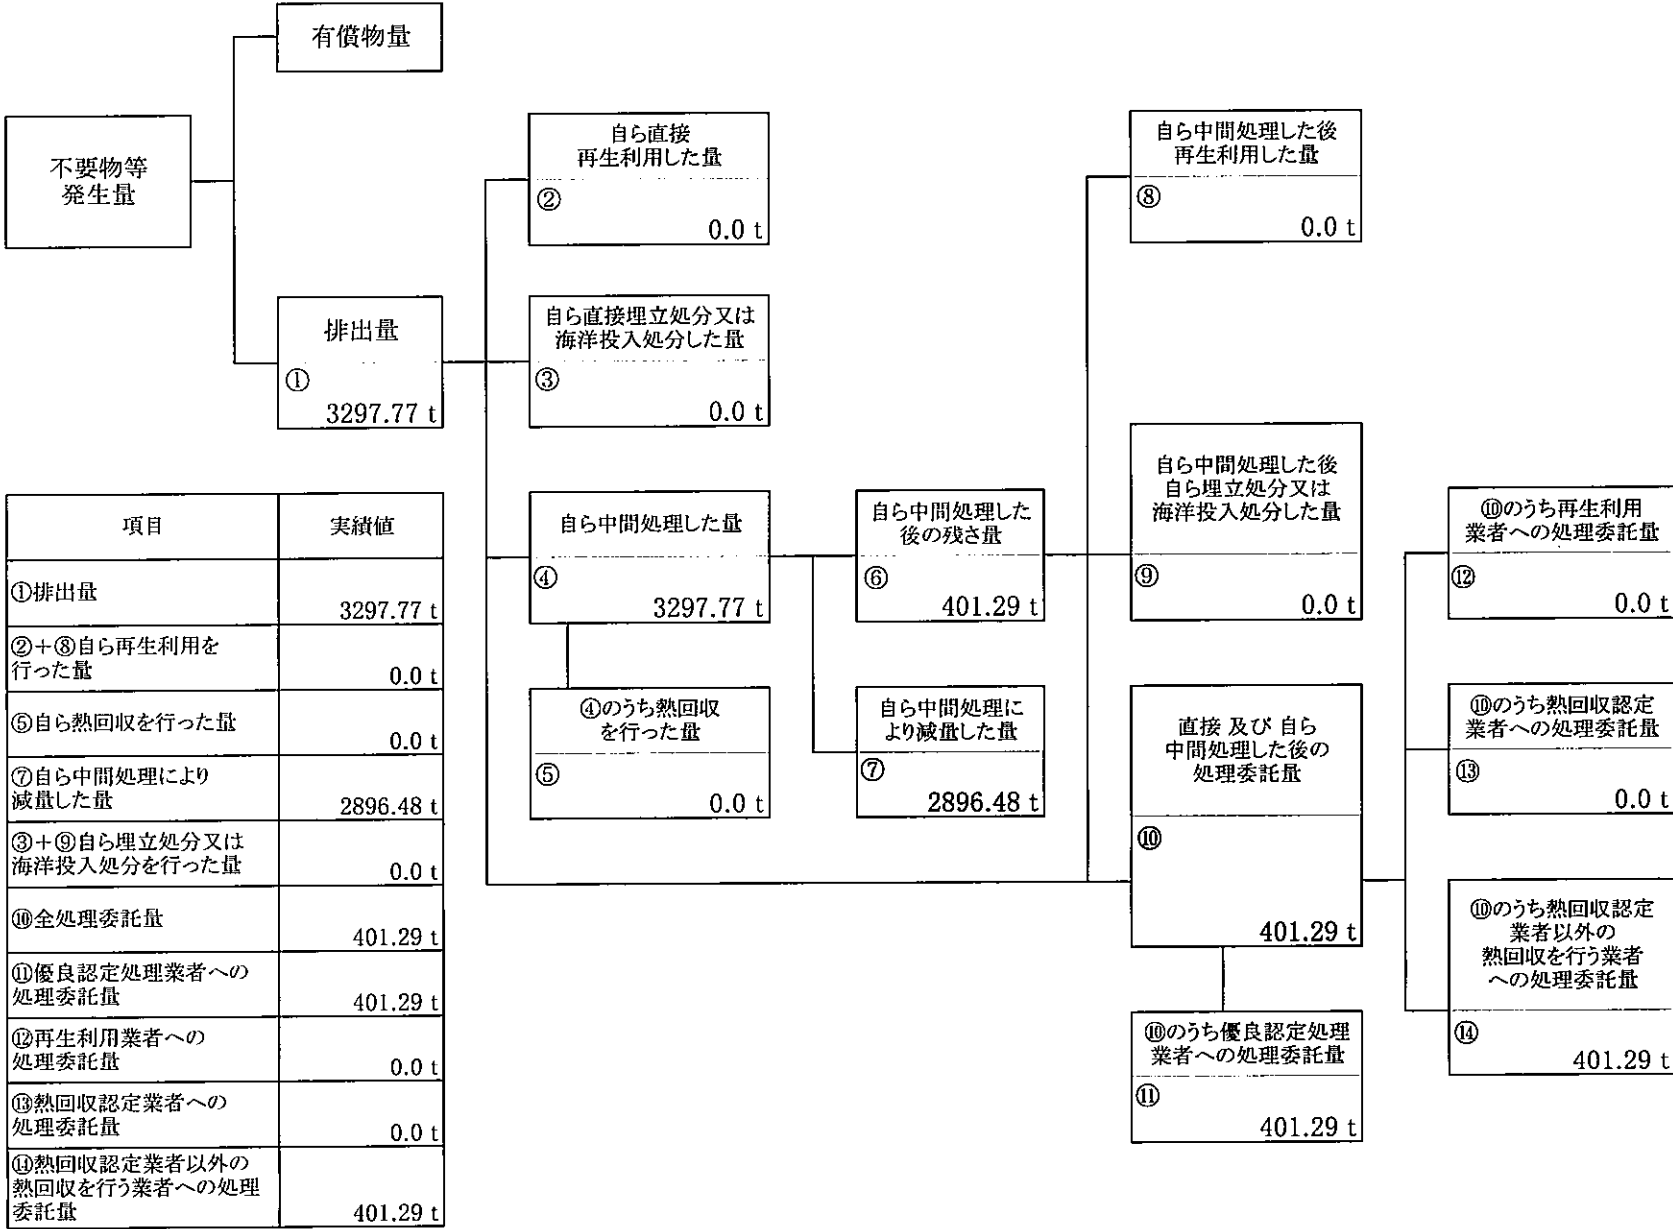 有償物量
不要物等
発生量
排出量
①
3297.77 t
自ら直接
再生利用した量
②
0.0 t
自ら直接埋立処分又は
海洋投入処分した量
③
0.0 t
自ら中間処理した量
④
3297.77 t
④のうち熱回収
を行った量
⑤
0.0 t
自ら中間処理した
後の残さ量
⑥
401.29 t
自ら中間処理に
より減量した量
⑦
2896.48 t
自ら中間処理した後
再生利用した量
⑧
0.0 t
自ら中間処理した後
自ら埋立処分又は
海洋投入処分した量
⑨
0.0 t
直接 及び 自ら
中間処理した後の
処理委託量
⑩
401.29 t
⑩のうち優良認定処理
業者への処理委託量
⑪
401.29 t
⑩のうち再生利用
業者への処理委託量
⑫
0.0 t
⑩のうち熱回収認定
業者への処理委託量
⑬
0.0 t
⑩のうち熱回収認定
業者以外の
熱回収を行う業者
への処理委託量
⑭
401.29 t
項目 実績値
①排出量
3297.77 t
②+⑧自ら再生利用を
行った量
0.0 t
⑤自ら熱回収を行った量
0.0 t
⑦自ら中間処理により
減量した量
2896.48 t
③+⑨自ら埋立処分又は
海洋投入処分を行った量
0.0 t
⑩全処理委託量
401.29 t
⑪優良認定処理業者への
処理委託量
401.29 t
⑫再生利用業者への
処理委託量
0.0 t
⑬熱回収認定業者への
処理委託量
0.0 t
⑭熱回収認定業者以外の
熱回収を行う業者への処理
委託量
401.29 t